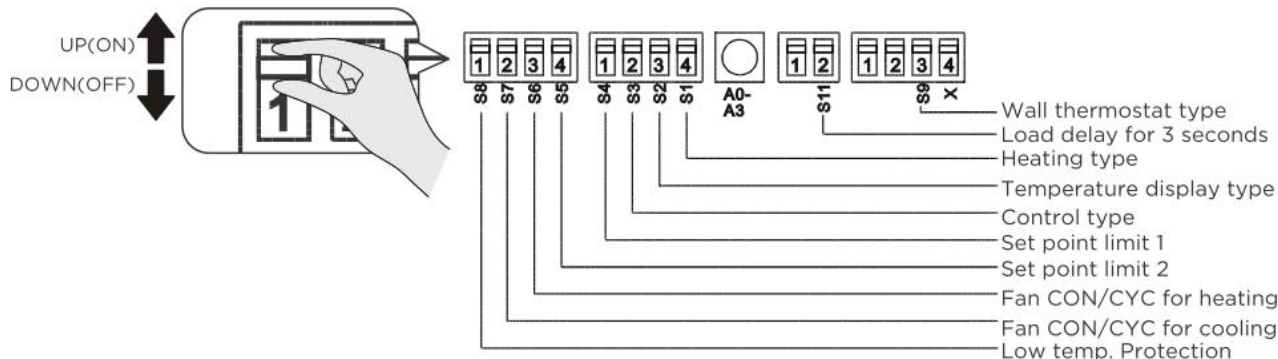 UP(ON)
DOWN(OFF)
1
1 2 3 4
1 2 3 4
1 2
1 2 3 4
S8 S7 S6 S5
S4 S3 S2 S1
A0-
A3
S11
S9 X
Wall thermostat type
Load delay for 3 seconds
Heating type
Temperature display type
Control type
Set point limit 1
Set point limit 2
Fan CON/CYC for heating
Fan CON/CYC for cooling
Low temp. Protection